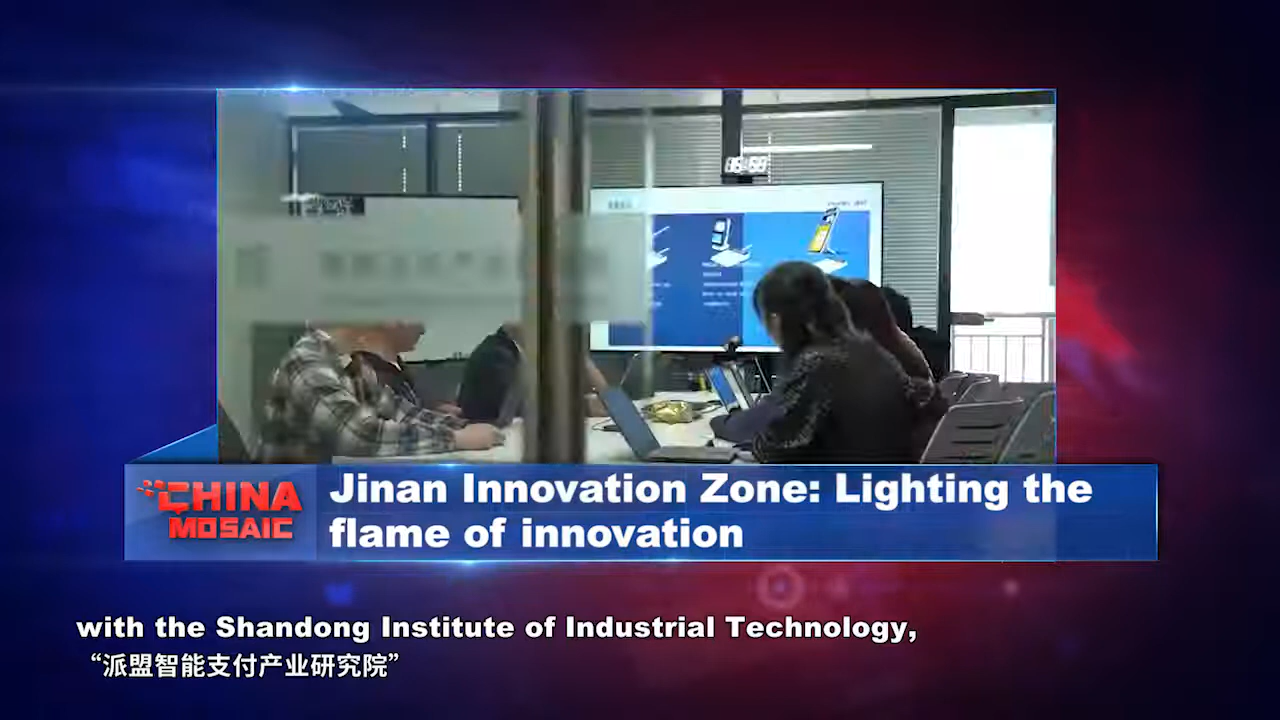 CHINA
MOSAIC
Jinan Innovation Zone: Lighting the
flame of innovation
with the Shandong Institute of Industrial Technology,
“派盟智能支付产业研究院”